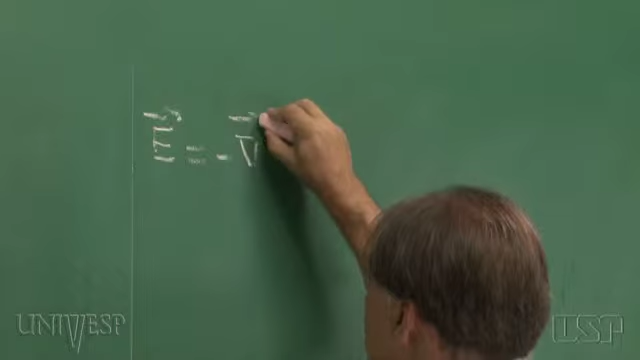 E⃗ = - ∇⃗
UNIVESP
USP